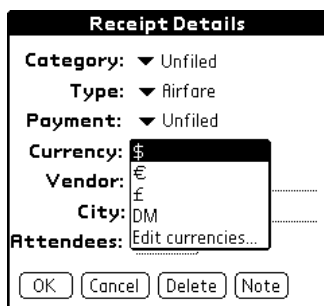 Receipt Details
Category: Unfiled
Type: Airfare
Payment: Unfiled
Currency: $
€
Vendor:
£
City: DM
Attendees: Edit currencies...
OK Cancel Delete Note